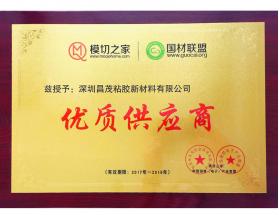 模切之家
www.moqiehome.com
国材联盟
www.guocai.org
兹授予：深圳昌茂粘胶新材料有限公司
优质供应商
（有效期限：2017年-2018年）